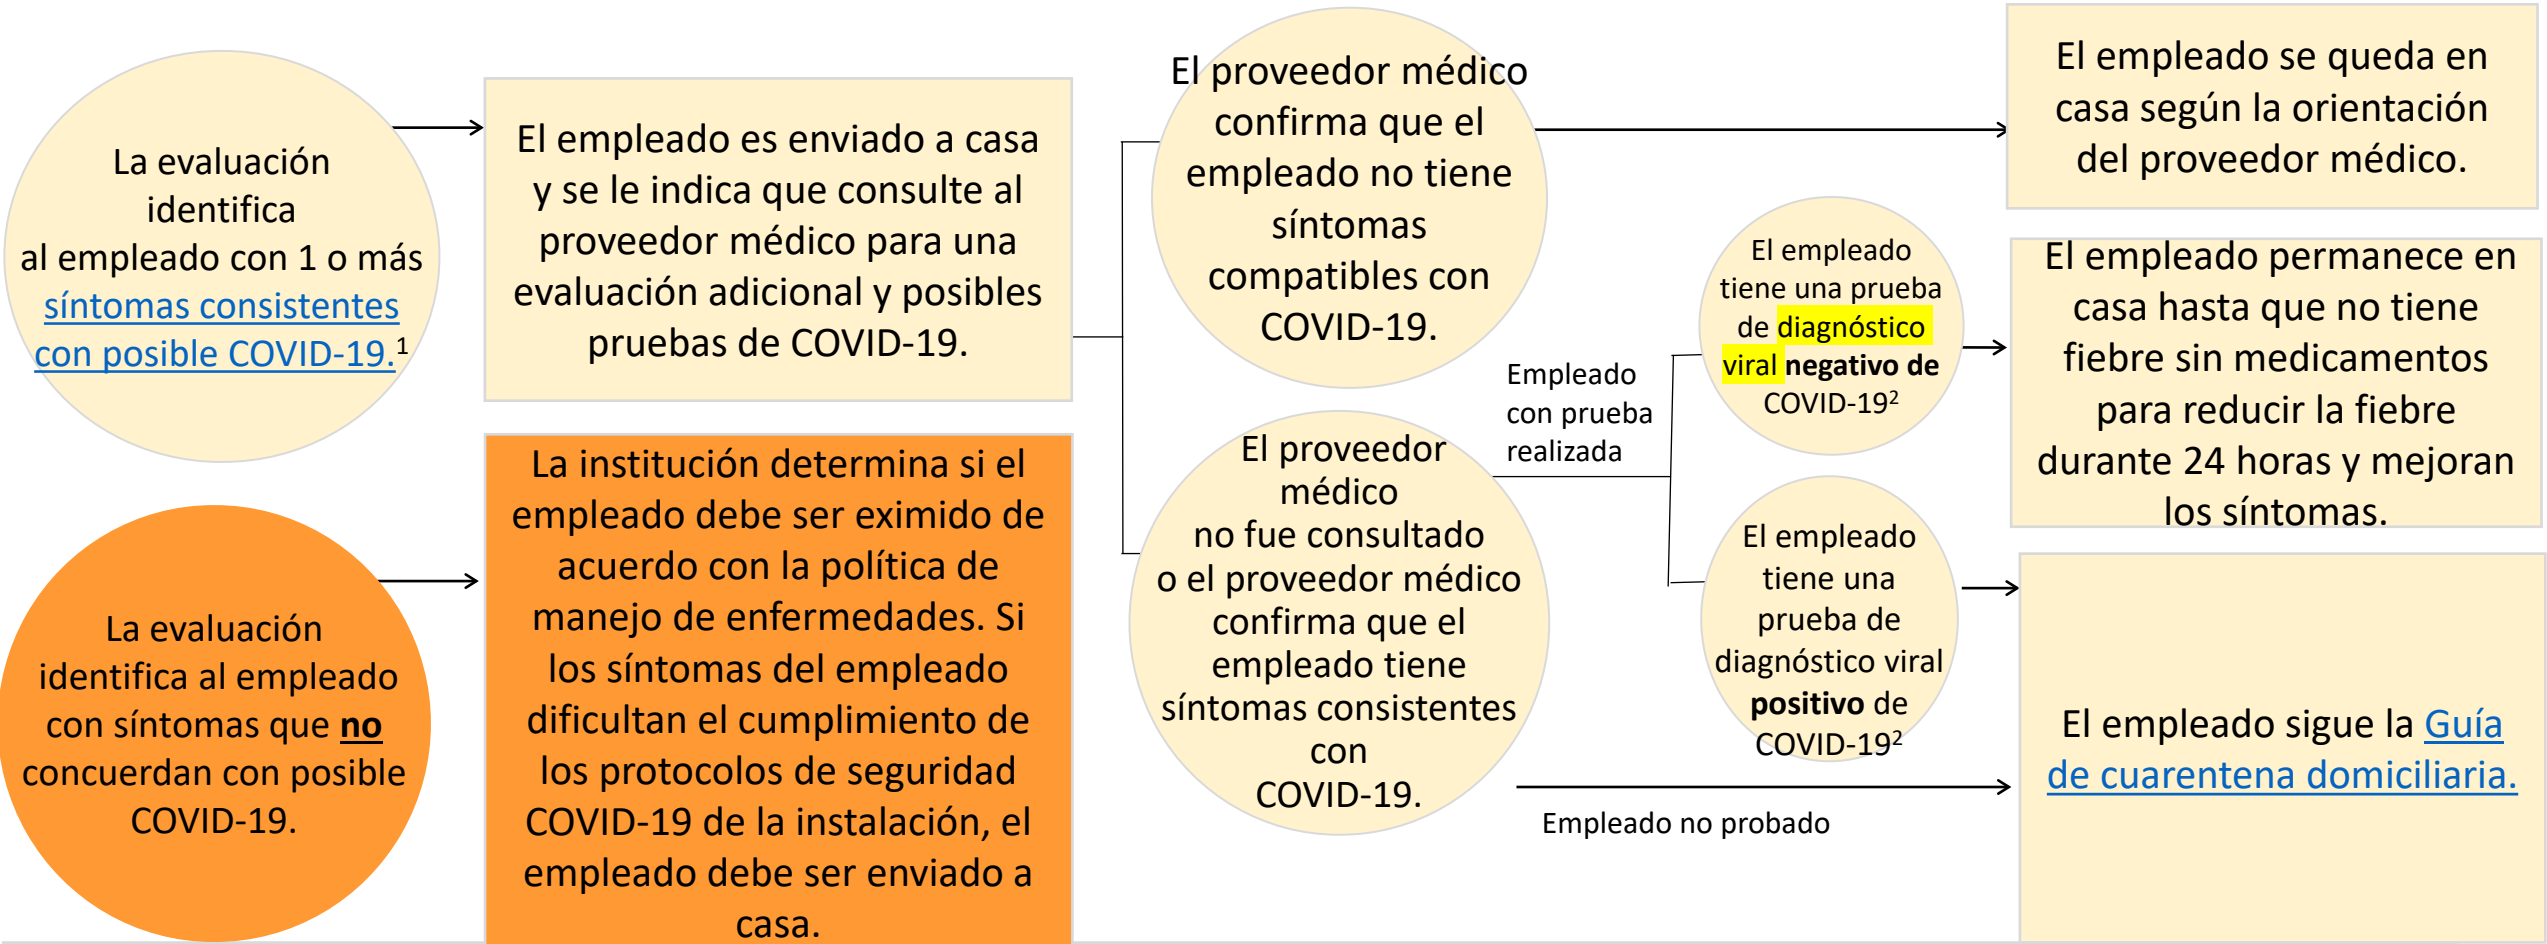 La evaluación
identifica
al empleado con 1 o más
síntomas consistentes
con posible COVID-19.1
El empleado es enviado a casa
y se le indica que consulte al
proveedor médico para una
evaluación adicional y posibles
pruebas de COVID-19.
El proveedor médico
confirma que el
empleado no tiene
síntomas
compatibles con
COVID-19.
El empleado se queda en
casa según la orientación
del proveedor médico.
El proveedor
médico
no fue consultado
o el proveedor médico
confirma que el
empleado tiene
síntomas consistentes
con
COVID-19.
Empleado
con prueba
realizada
El empleado
tiene una prueba
de diagnóstico
viral negativo de
COVID-19²
El empleado permanece en
casa hasta que no tiene
fiebre sin medicamentos
para reducir la fiebre
durante 24 horas y mejoran
los síntomas.
El empleado
tiene una
prueba de
diagnóstico viral
positivo de
COVID-19²
Empleado no probado
El empleado sigue la Guía
de cuarentena domiciliaria.
La evaluación
identifica al empleado
con síntomas que no
concuerdan con posible
COVID-19.
La institución determina si el
empleado debe ser eximido de
acuerdo con la política de
manejo de enfermedades. Si
los síntomas del empleado
dificultan el cumplimiento de
los protocolos de seguridad
COVID-19 de la instalación, el
empleado debe ser enviado a
casa.